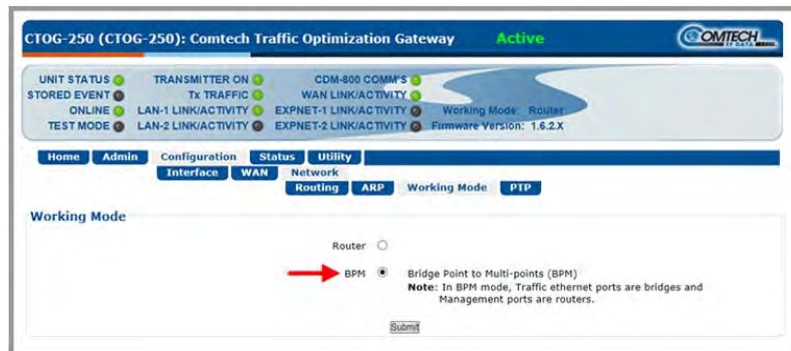 CTOG-250 (CTOG-250): Comtech Traffic Optimization Gateway Active COMTECH EF DATA
UNIT STATUS TRANSMITTER ON CDM-800 COMM'S
STORED EVENT Tx TRAFFIC WAN LINK/ACTIVITY
ONLINE LAN-1 LINK/ACTIVITY EXPNET-1 LINK/ACTIVITY Working Mode: Router
TEST MODE LAN-2 LINK/ACTIVITY EXPNET-2 LINK/ACTIVITY Firmware Version: 1.6.2.X
Home Admin Configuration Status Utility
Interface WAN Network
Routing ARP Working Mode PTP
Working Mode
Router
BPM Bridge Point to Multi-points (BPM)
Note: In BPM mode, Traffic ethernet ports are bridges and
Management ports are routers.
Submit